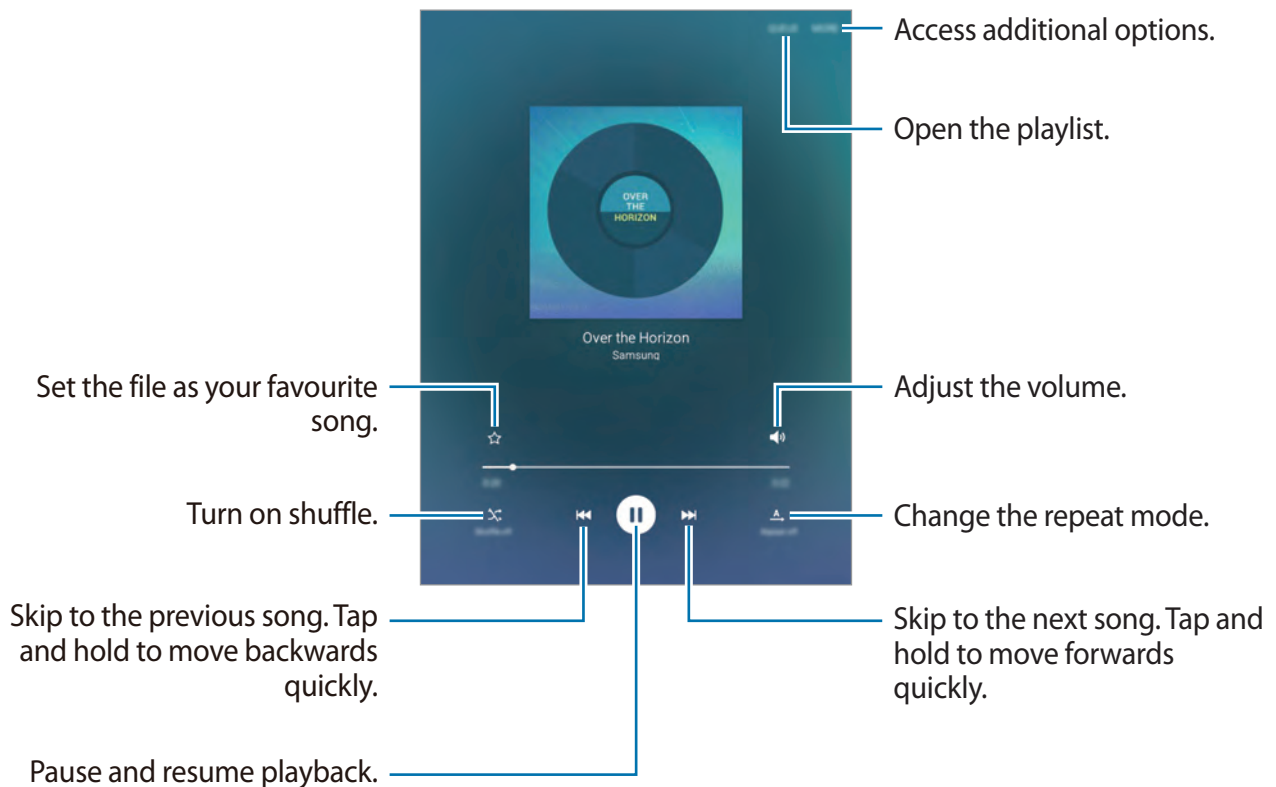 Access additional options.
Open the playlist.
OVER
THE
HORIZON
Over the Horizon
Samsung
Set the file as your favourite
song.
Adjust the volume.
Turn on shuffle.
Change the repeat mode.
Skip to the previous song. Tap
and hold to move backwards
quickly.
Skip to the next song. Tap and
hold to move forwards
quickly.
Pause and resume playback.